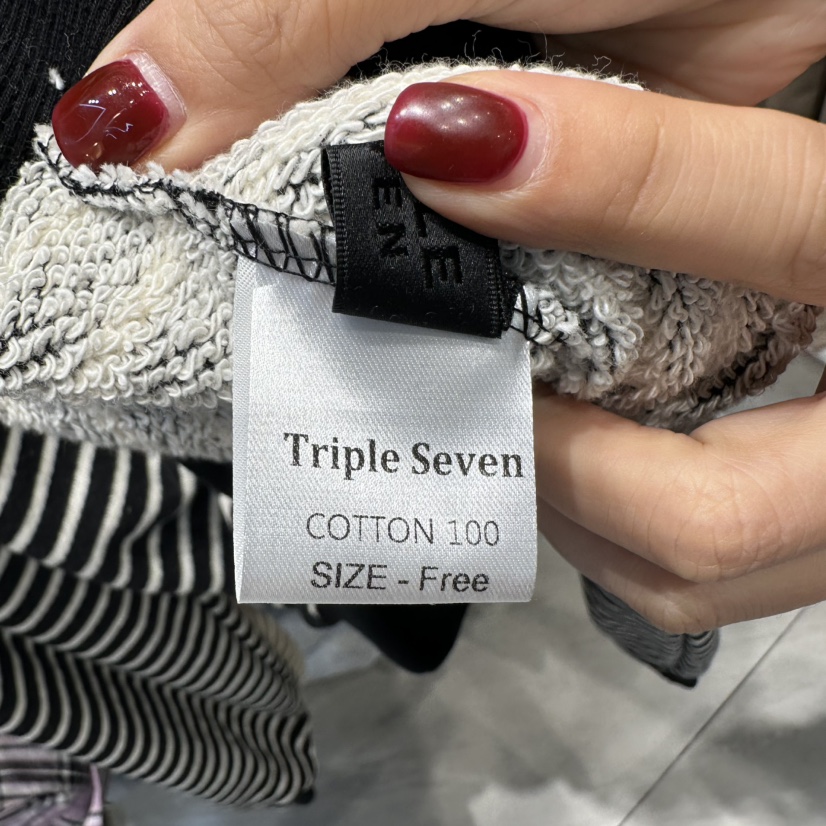 Triple Seven
COTTON 100
SIZE - Free